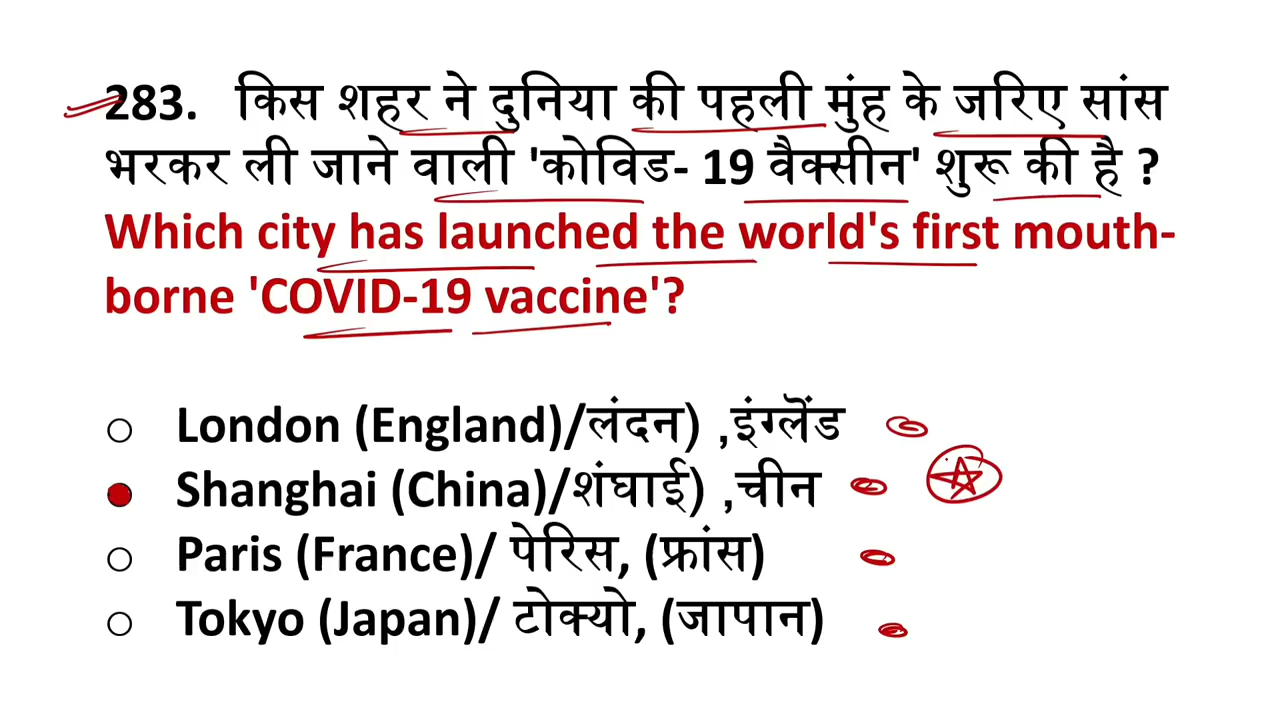 283. किस शहर ने दुनिया की पहली मुंह के जरिए सांस
भरकर ली जाने वाली 'कोविड- 19 वैक्सीन' शुरू की है ?
Which city has launched the world's first mouth-
borne 'COVID-19 vaccine'?
London (England)/लंदन) ,इंग्लैंड
Shanghai (China)/शंघाई) ,चीन
Paris (France)/ पेरिस, (फ्रांस)
Tokyo (Japan)/ टोक्यो, (जापान)